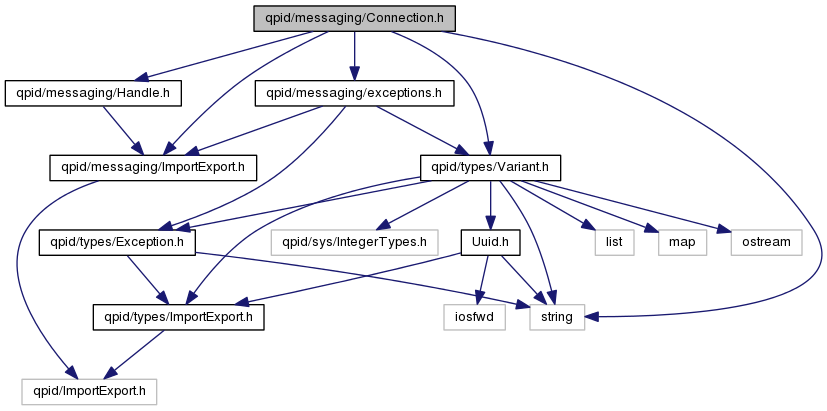 qpid/messaging/Connection.h
qpid/messaging/Handle.h
qpid/messaging/exceptions.h
qpid/messaging/ImportExport.h
qpid/types/Variant.h
qpid/types/Exception.h
qpid/sys/IntegerTypes.h
Uuid.h
list
map
ostream
qpid/types/ImportExport.h
iosfwd
string
qpid/ImportExport.h